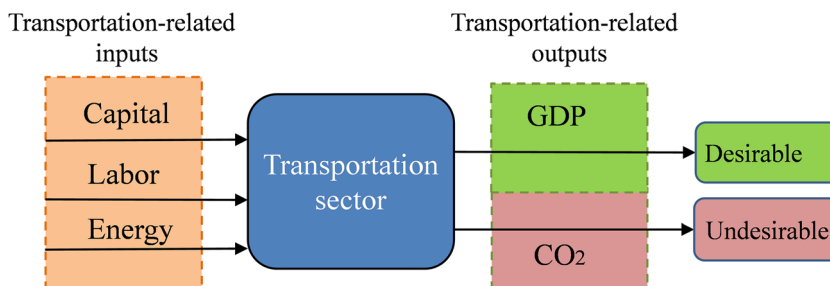 Transportation-related
inputs
Capital
Labor
Energy
Transportation
sector
Transportation-related
outputs
GDP
CO₂
Desirable
Undesirable